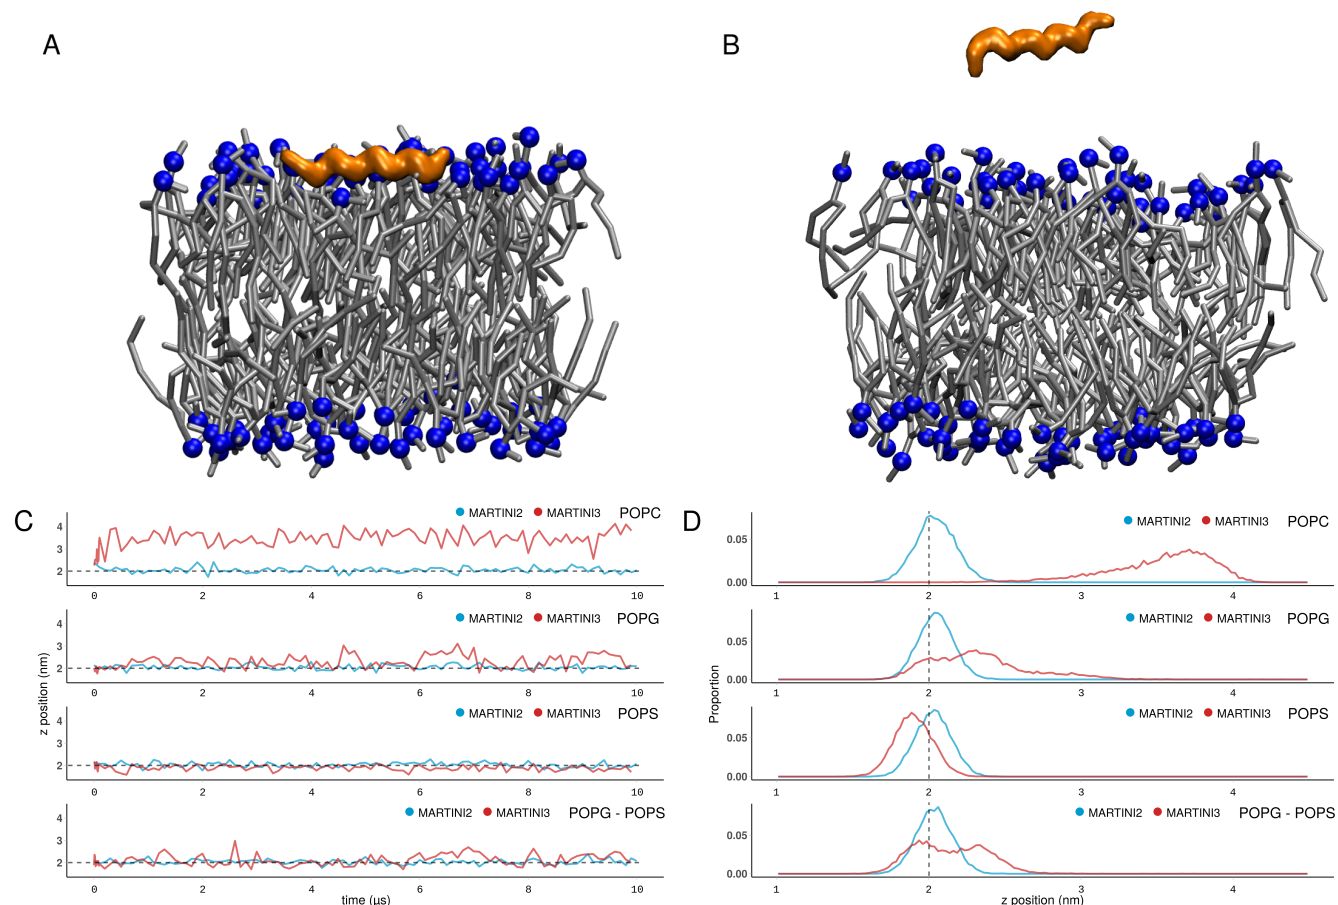 A
B
C
MARTINI2 MARTINI3 POPC
4
3
2
0 2 4 6 8 10
MARTINI2 MARTINI3 POPG
4
3
2
0 2 4 6 8 10
MARTINI2 MARTINI3 POPS
4
3
2
0 2 4 6 8 10
MARTINI2 MARTINI3 POPG - POPS
4
3
2
0 2 4 6 8 10
z position (nm)
time (µs)
D
MARTINI2 MARTINI3 POPC
0.05
0.00
1 2 3 4
MARTINI2 MARTINI3 POPG
0.05
0.00
1 2 3 4
MARTINI2 MARTINI3 POPS
0.05
0.00
1 2 3 4
MARTINI2 MARTINI3 POPG - POPS
0.05
0.00
1 2 3 4
Proportion
z position (nm)